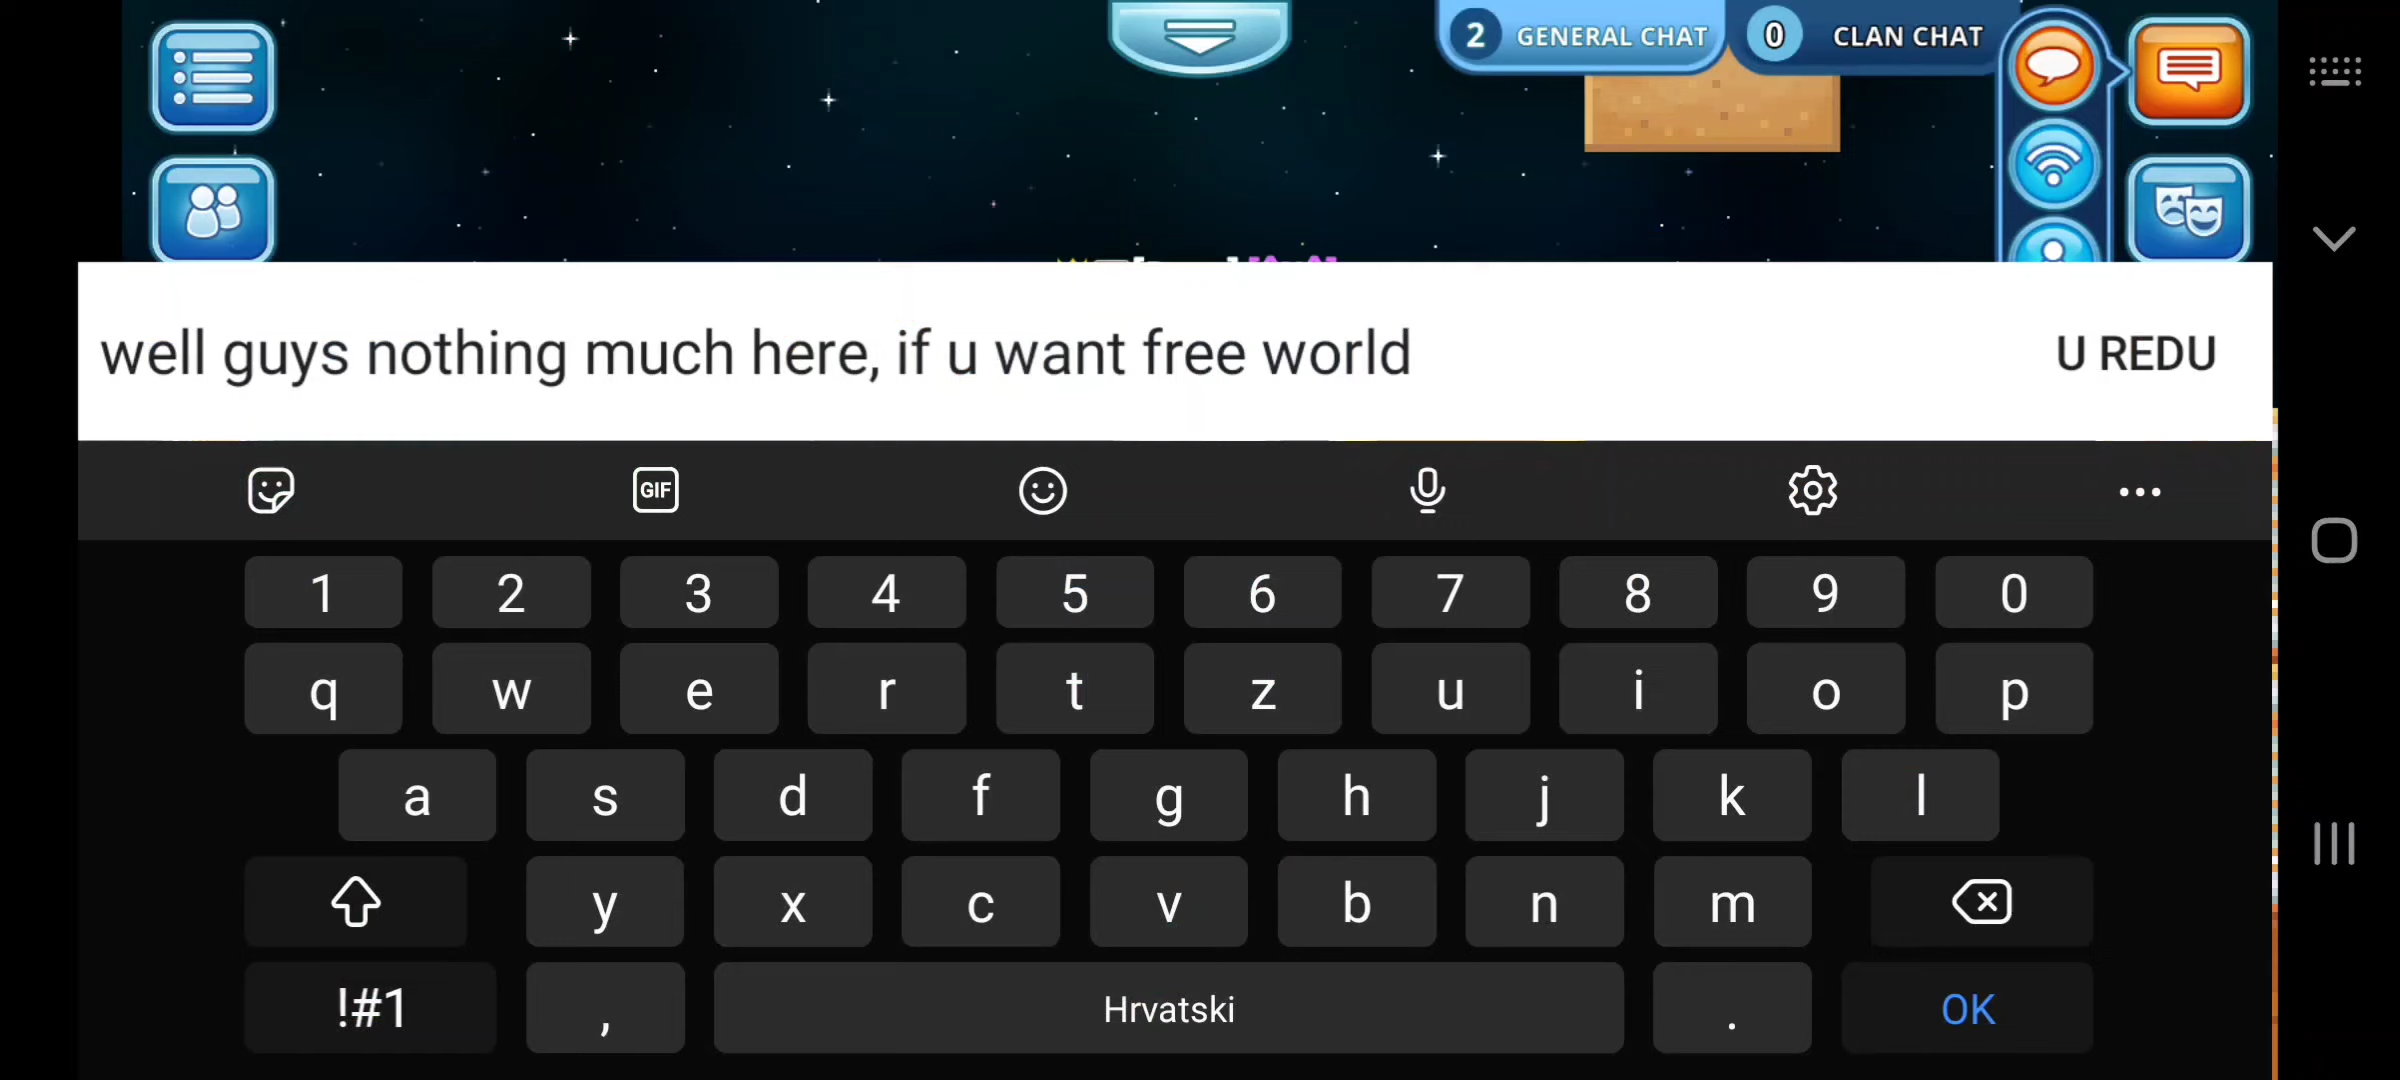 2 GENERAL CHAT 0 CLAN CHAT
well guys nothing much here, if u want free world U REDU
GIF
1 2 3 4 5 6 7 8 9 0
q w e r t z u i o p
a s d f g h j k l
y x c v b n m
!#1 , Hrvatski . OK